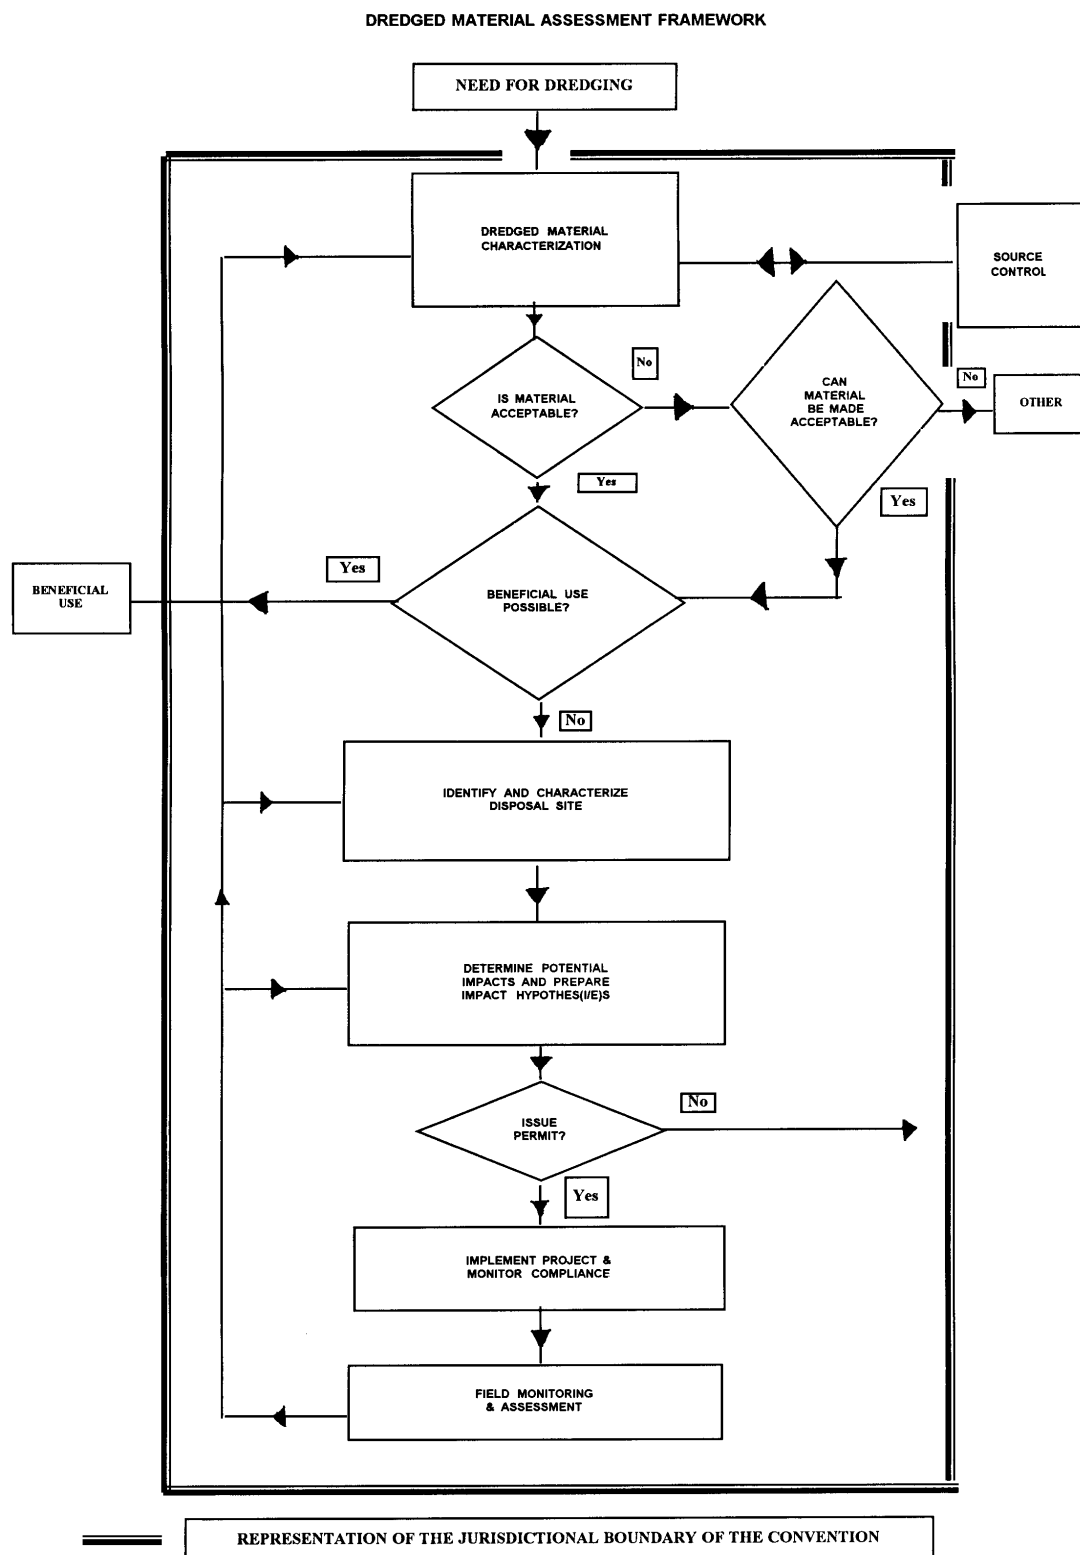 DREDGED MATERIAL ASSESSMENT FRAMEWORK
NEED FOR DREDGING
DREDGED MATERIAL
CHARACTERIZATION
SOURCE
CONTROL
No
IS MATERIAL
ACCEPTABLE?
CAN
MATERIAL
BE MADE
ACCEPTABLE?
No
OTHER
Yes
Yes
Yes
BENEFICIAL
USE
BENEFICIAL USE
POSSIBLE?
No
IDENTIFY AND CHARACTERIZE
DISPOSAL SITE
DETERMINE POTENTIAL
IMPACTS AND PREPARE
IMPACT HYPOTHES(I/E)S
ISSUE
PERMIT?
No
Yes
IMPLEMENT PROJECT &
MONITOR COMPLIANCE
FIELD MONITORING
& ASSESSMENT
REPRESENTATION OF THE JURISDICTIONAL BOUNDARY OF THE CONVENTION